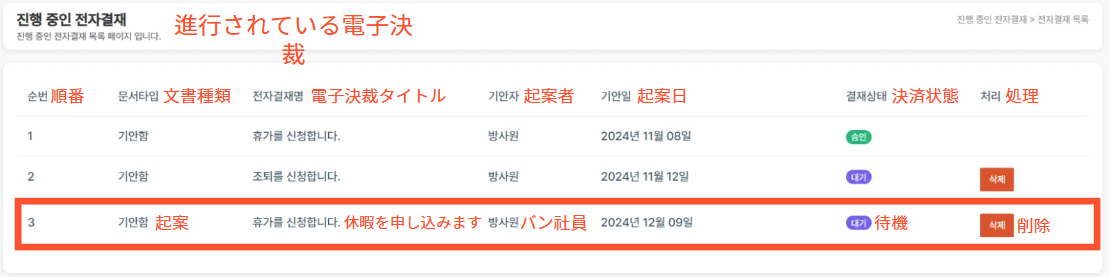 진행 중인 전자결재 進行されている電子決
裁
진행 중인 전자결재 목록 페이지 입니다.
진행 중인 전자결재 > 전자결재 목록
순번 順番 문서타입 文書種類 전자결재명 電子決裁タイトル 기안자 起案者 기안일 起案日 결재상태 決済状態 처리 処理
1 기안함 휴가를 신청합니다. 방사원 2024년 11월 08일 승인
2 기안함 조퇴를 신청합니다. 방사원 2024년 11월 12일 대기 삭제
3 기안함 起案 휴가를 신청합니다. 休暇を申し込みます 방사원 バン社員 2024년 12월 09일 대기 待機 삭제 削除